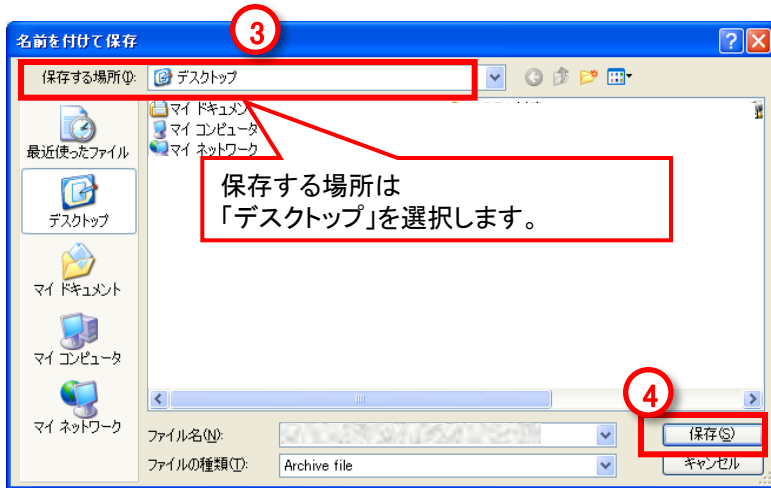 ③
名前を付けて保存
保存する場所(I):
デスクトップ
マイ ドキュメン
マイ コンピュータ
マイ ネットワーク
最近使ったファイル
デスクトップ
マイ ドキュメント
マイ コンピュータ
マイ ネットワーク
保存する場所は
「デスクトップ」を選択します。
④
ファイル名(N):
保存(S)
ファイルの種類(T):
Archive file
キャンセル